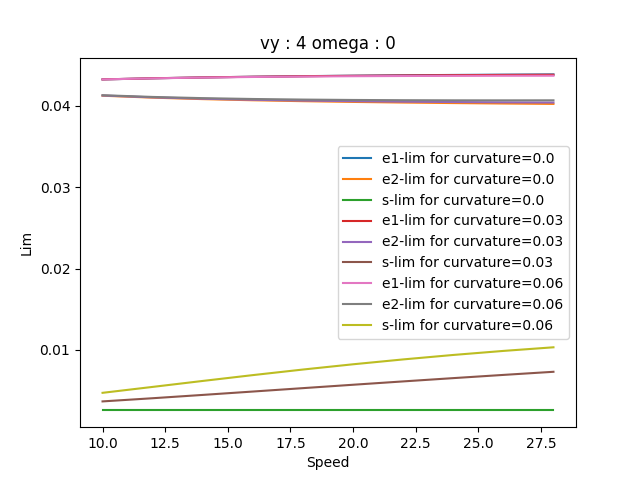 vy : 4 omega : 0
Lim
0.04
0.03
0.02
0.01
e1-lim for curvature=0.0
e2-lim for curvature=0.0
s-lim for curvature=0.0
e1-lim for curvature=0.03
e2-lim for curvature=0.03
s-lim for curvature=0.03
e1-lim for curvature=0.06
e2-lim for curvature=0.06
s-lim for curvature=0.06
10.0 12.5 15.0 17.5 20.0 22.5 25.0 27.5
Speed